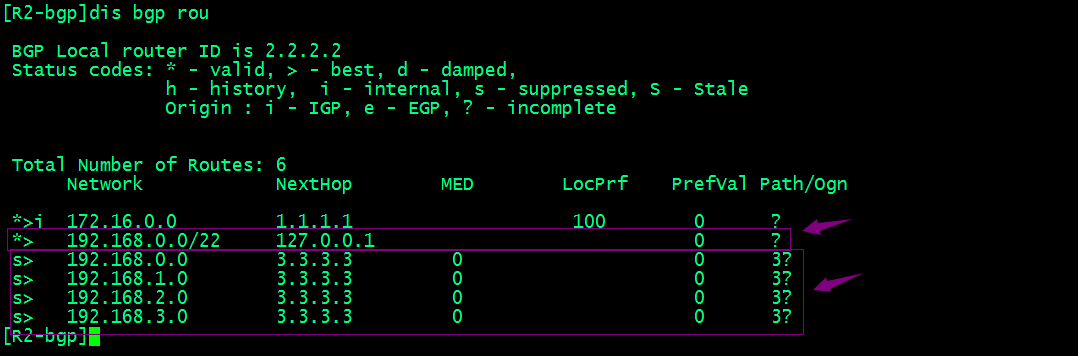 [R2-bgp]dis bgp rou
BGP Local router ID is 2.2.2.2
Status codes: * - valid, > - best, d - damped,
h - history,  i - internal, s - suppressed, S - Stale
Origin : i - IGP, e - EGP, ? - incomplete
Total Number of Routes: 6
Network NextHop MED LocPrf PrefVal Path/Ogn
*>i 172.16.0.0 1.1.1.1 100 0 ?
*> 192.168.0.0/22 127.0.0.1 0 ?
s> 192.168.0.0 3.3.3.3 0 0 3?
s> 192.168.1.0 3.3.3.3 0 0 3?
s> 192.168.2.0 3.3.3.3 0 0 3?
s> 192.168.3.0 3.3.3.3 0 0 3?
[R2-bgp]